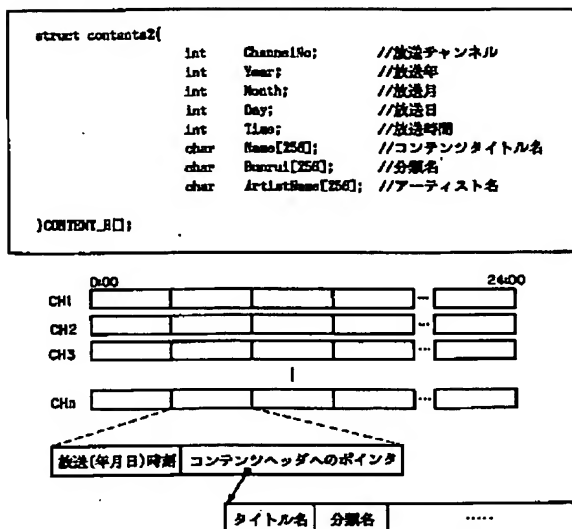 struct contents2{
int ChannelNo; //放送チャンネル
int Year; //放送年
int Month; //放送月
int Day; //放送日
int Time; //放送時間
char Name[256]; //コンテンツタイトル名
char Bunrui[256]; //分類名
char ArtistName[256]; //アーティスト名
}CONTENT_H[];
0:00 24:00
CH1 ...
CH2 ...
CH3 ...
CHn ...
放送(年月日)時刻 コンテンツヘッダへのポインタ
タイトル名 分類名 .....